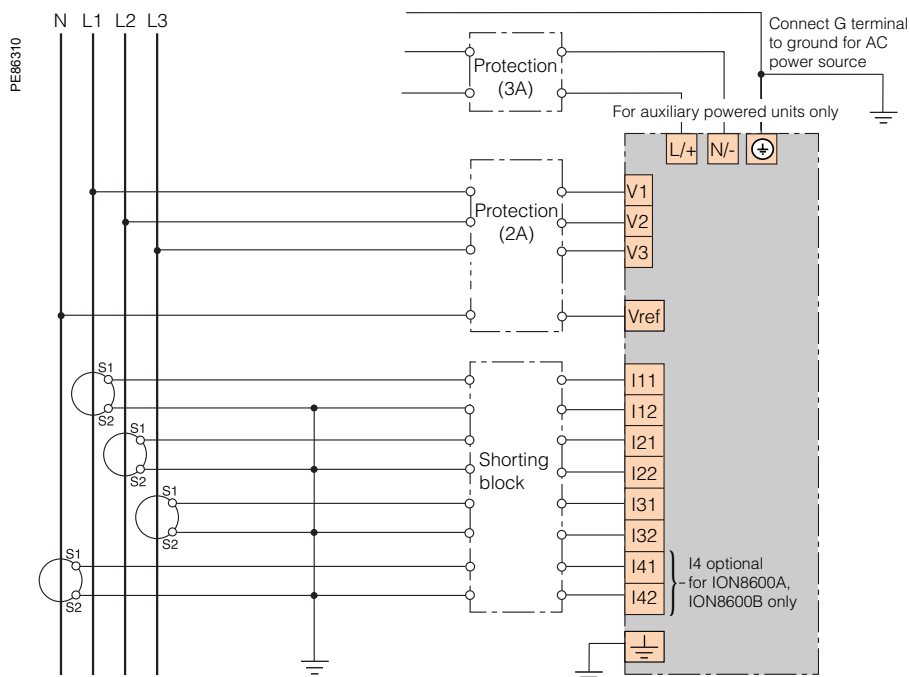 PE86310
N L1 L2 L3
Connect G terminal
to ground for AC
power source
Protection
(3A)
For auxiliary powered units only
L/+ N/-
V1
Protection
(2A)
V2
V3
Vref
S1
S2
I11
I12
S1
S2
I21
I22
Shorting
block
S1
S2
I31
I32
S1
S2
I41
I42
I4 optional
for ION8600A,
ION8600B only